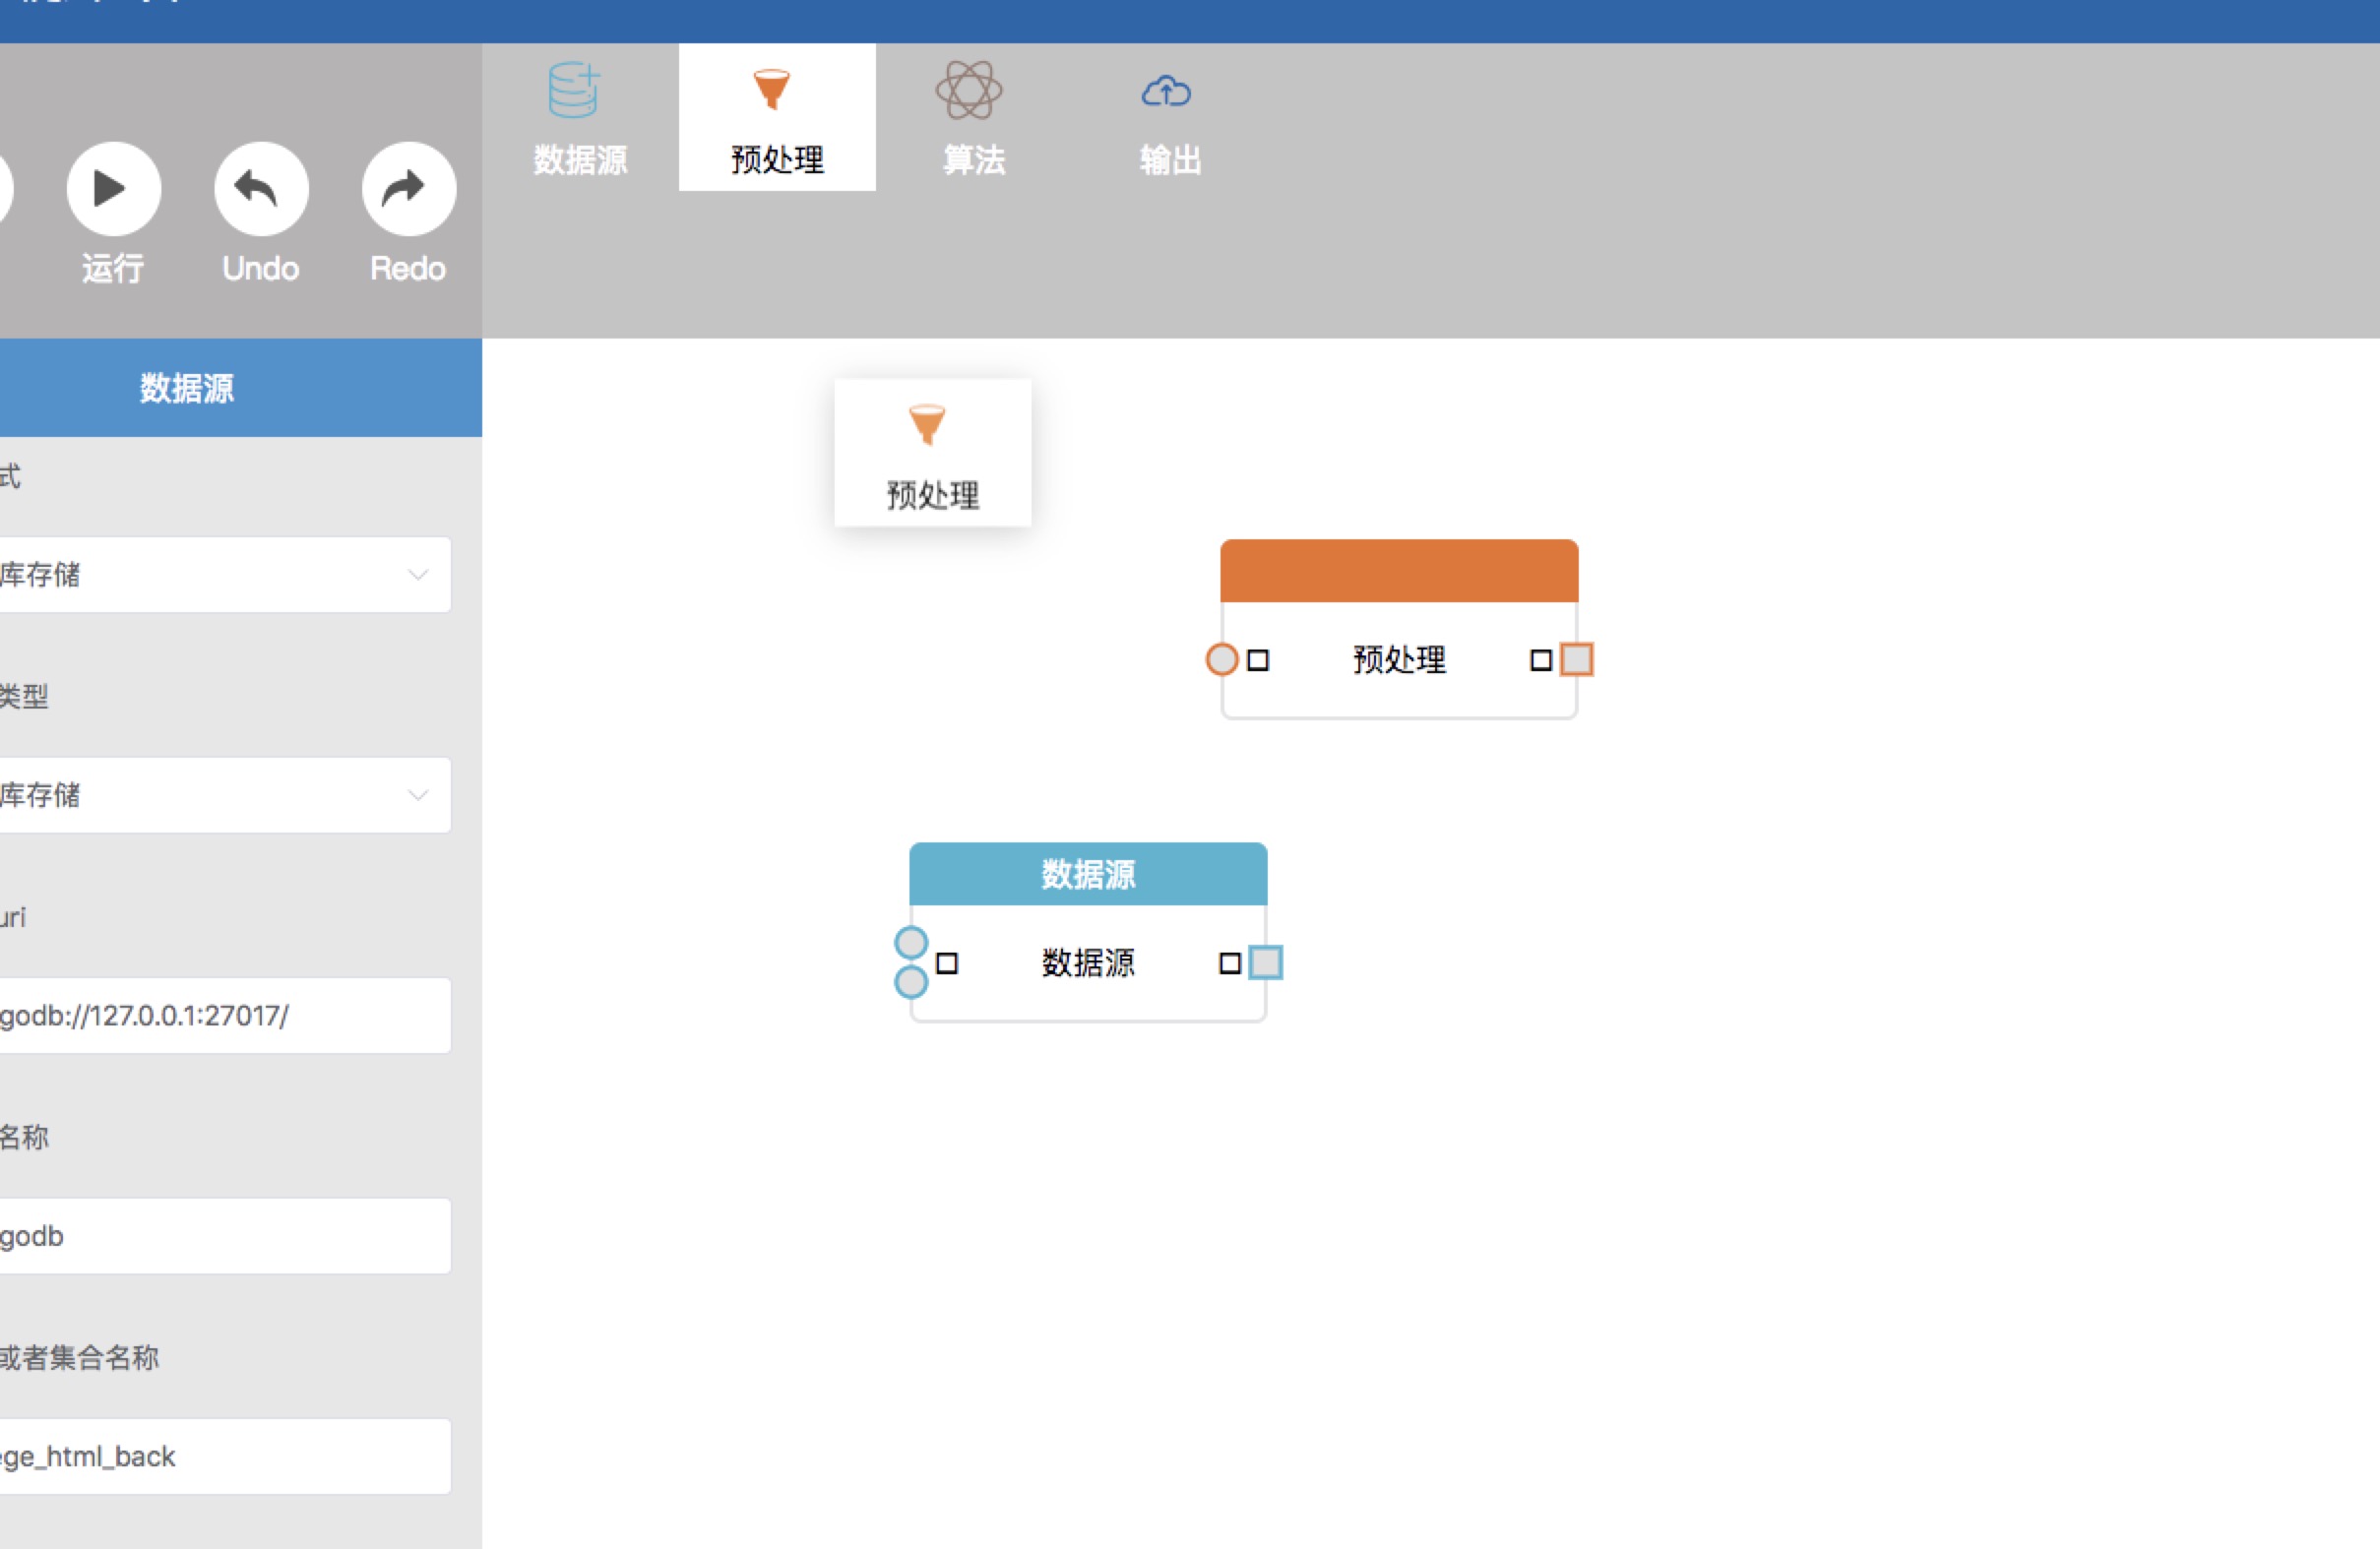 数据源
预处理
算法
输出
运行
Undo
Redo
数据源
式
库存储
类型
库存储
uri
godb://127.0.0.1:27017/
名称
godb
或者集合名称
ege_html_back
预处理
预处理
数据源
数据源